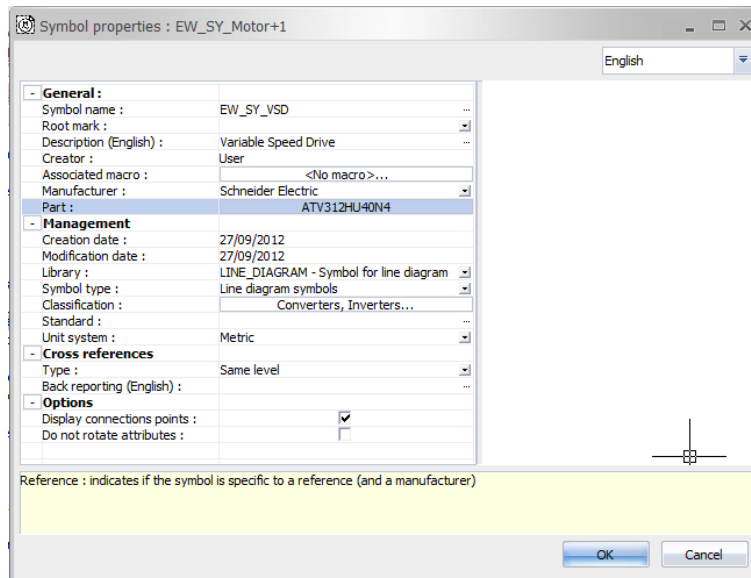 Symbol properties : EW_SY_Motor+1
English
- General :
Symbol name : EW_SY_VSD ...
Root mark :
Description (English) : Variable Speed Drive ...
Creator : User
Associated macro : <No macro>...
Manufacturer : Schneider Electric
Part : ATV312HU40N4
- Management
Creation date : 27/09/2012
Modification date : 27/09/2012
Library : LINE_DIAGRAM - Symbol for line diagram
Symbol type : Line diagram symbols
Classification : Converters, Inverters...
Standard : ...
Unit system : Metric
- Cross references
Type : Same level
Back reporting (English) : ...
- Options
Display connections points :
Do not rotate attributes :
Reference : indicates if the symbol is specific to a reference (and a manufacturer)
OK Cancel